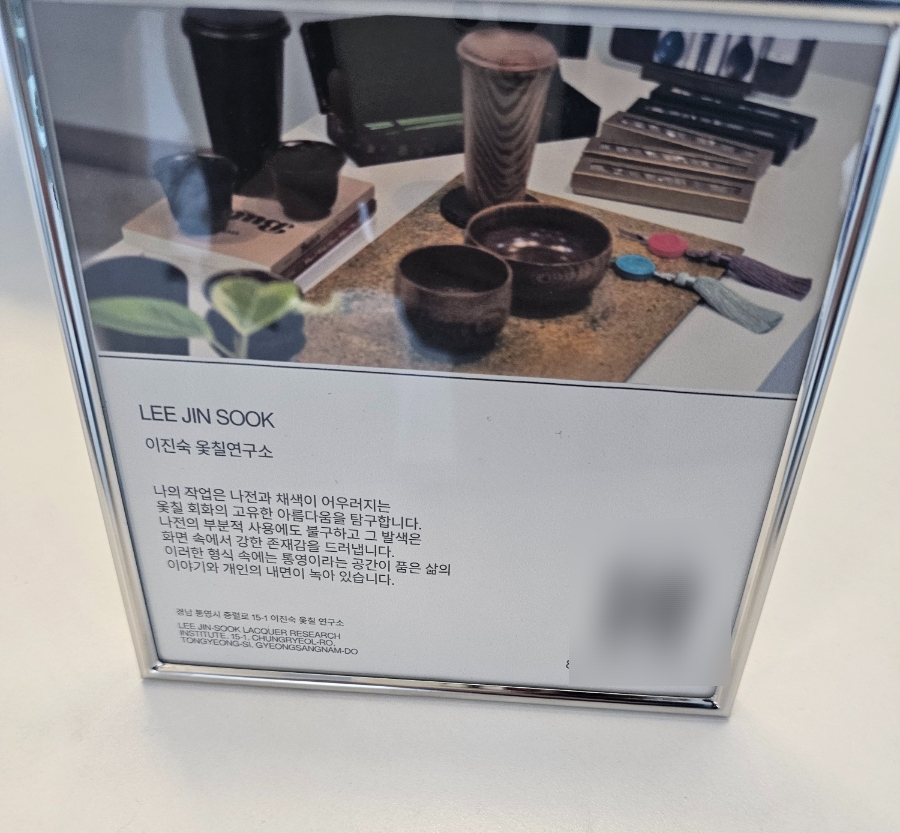 LEE JIN SOOK
이진숙 옻칠연구소
나의 작업은 나전과 채색이 어우러지는
옻칠 회화의 고유한 아름다움을 탐구합니다.
나전의 부분적 사용에도 불구하고 그 발색은
화면 속에서 강한 존재감을 드러냅니다.
이러한 형식 속에는 통영이라는 공간이 품은 삶의
이야기와 개인의 내면이 녹아 있습니다.
경남 통영시 충렬로 15-1 이진숙 옻칠 연구소
LEE JIN-SOOK LACQUER RESEARCH
INSTITUTE, 15-1, CHUNGRYEOL-RO,
TONGYEONG-SI, GYEONGSANGNAM-DO